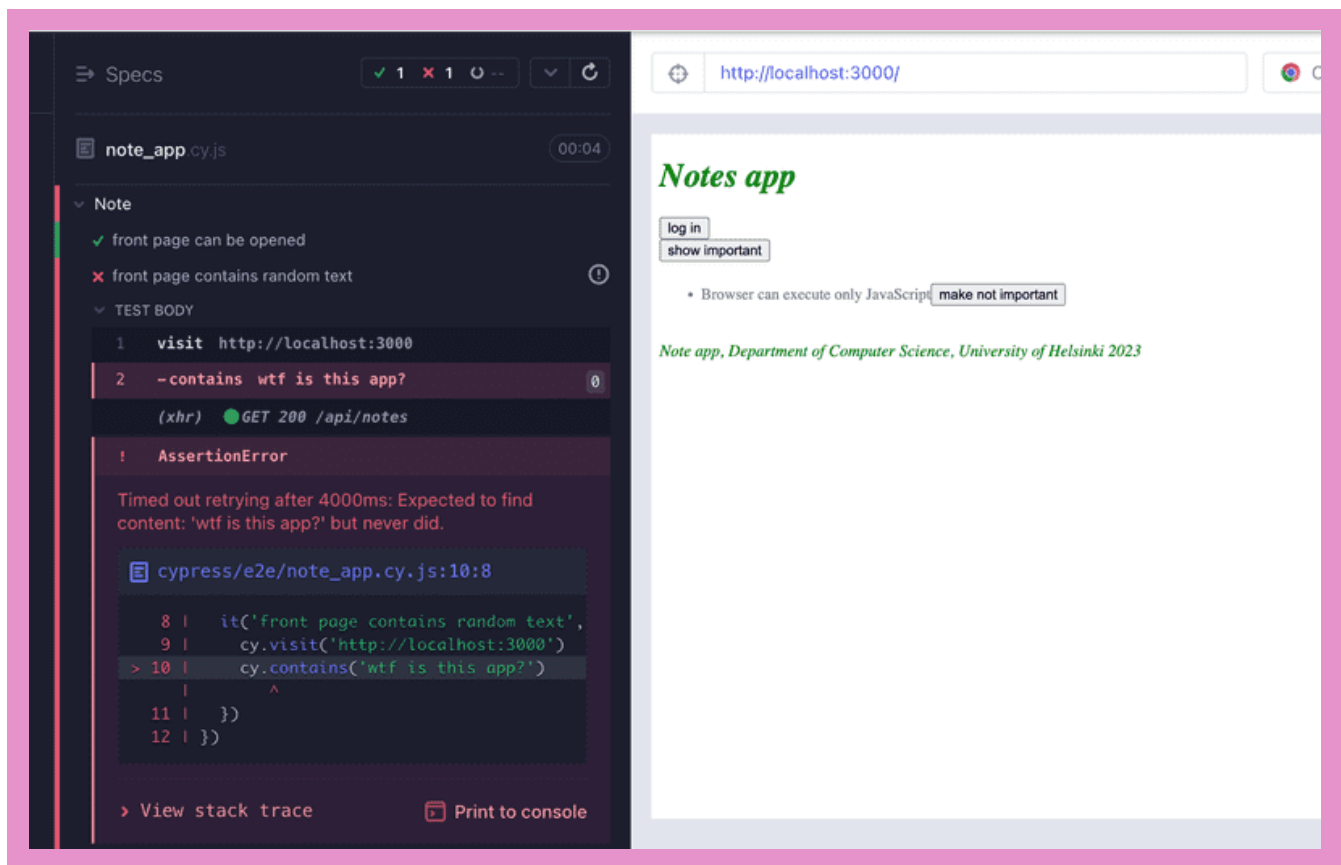 Specs
1 1 --
note_app.cy.js 00:04
Note
front page can be opened
front page contains random text
TEST BODY
1 visit http://localhost:3000
2 -contains wtf is this app? 0
(xhr) GET 200 /api/notes
! AssertionError
Timed out retrying after 4000ms: Expected to find
content: 'wtf is this app?' but never did.
cypress/e2e/note_app.cy.js:10:8
8 | it('front page contains random text',
9 | cy.visit('http://localhost:3000')
> 10 | cy.contains('wtf is this app?')
| ^
11 | })
12 | })
> View stack trace Print to console
http://localhost:3000/
Notes app
log in
show important
• Browser can execute only JavaScript make not important
Note app, Department of Computer Science, University of Helsinki 2023